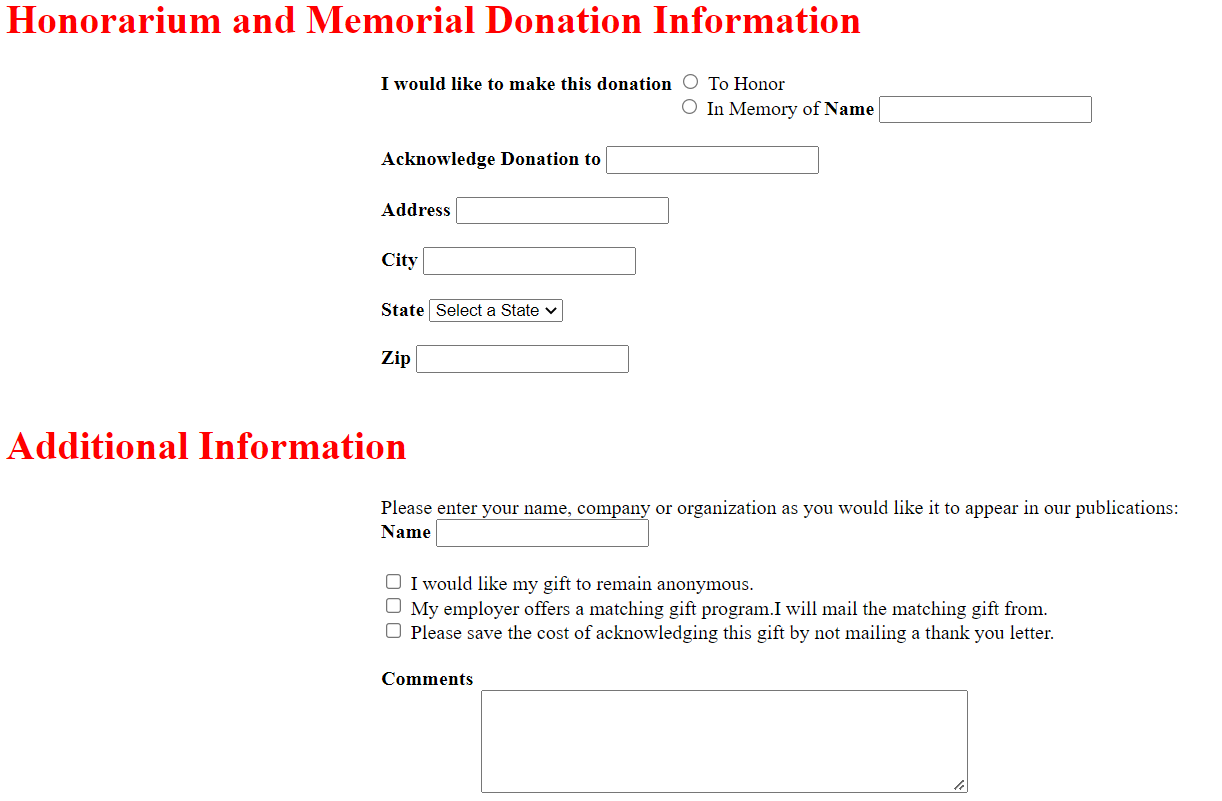 Honorarium and Memorial Donation Information
I would like to make this donation To Honor
In Memory of Name
Acknowledge Donation to
Address
City
State Select a State
Zip
Additional Information
Please enter your name, company or organization as you would like it to appear in our publications:
Name
I would like my gift to remain anonymous.
My employer offers a matching gift program.I will mail the matching gift from.
Please save the cost of acknowledging this gift by not mailing a thank you letter.
Comments